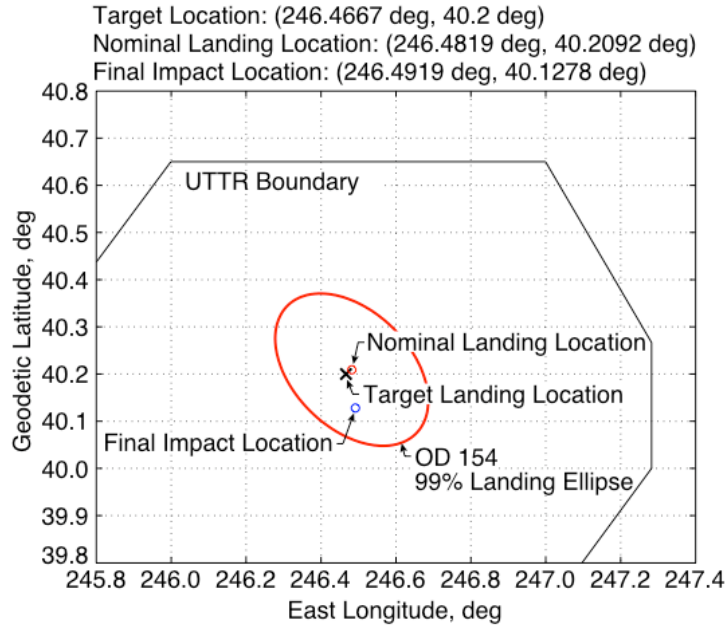 Target Location: (246.4667 deg, 40.2 deg)
Nominal Landing Location: (246.4819 deg, 40.2092 deg)
Final Impact Location: (246.4919 deg, 40.1278 deg)
40.8
40.7
40.6
40.5
40.4
40.3
40.2
40.1
40.0
39.9
39.8
Geodetic Latitude, deg
UTTR Boundary
Nominal Landing Location
Target Landing Location
Final Impact Location
OD 154
99% Landing Ellipse
245.8 246.0 246.2 246.4 246.6 246.8 247.0 247.2 247.4
East Longitude, deg